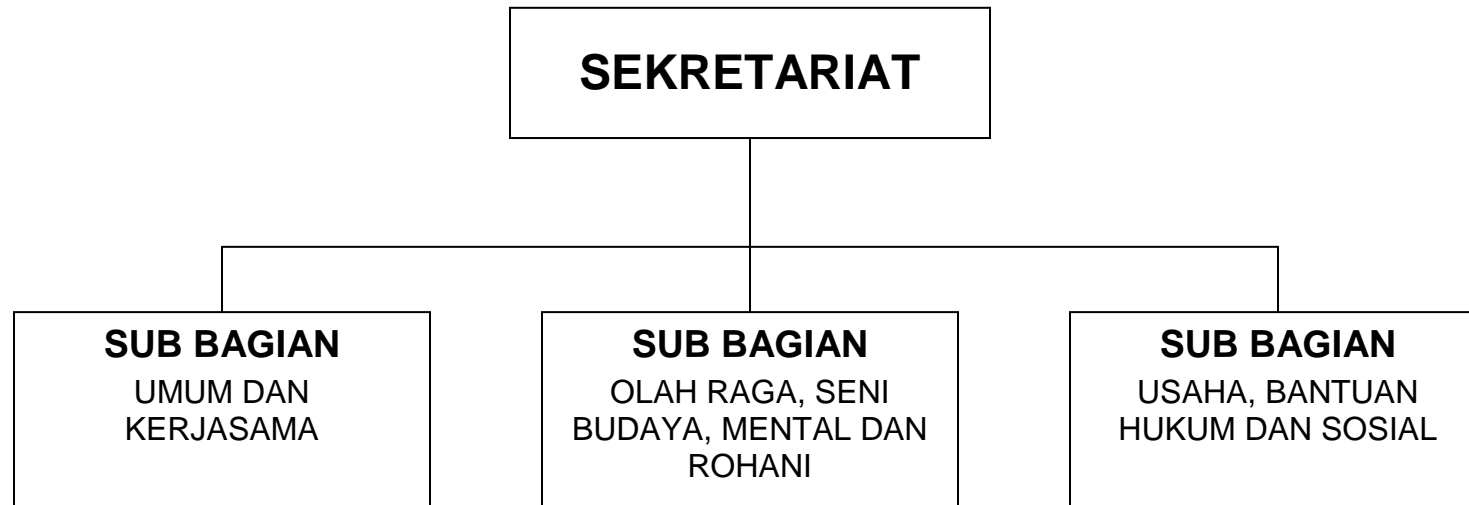 SEKRETARIAT
SUB BAGIAN
UMUM DAN
KERJASAMA
SUB BAGIAN
OLAH RAGA, SENI
BUDAYA, MENTAL DAN
ROHANI
SUB BAGIAN
USAHA, BANTUAN
HUKUM DAN SOSIAL